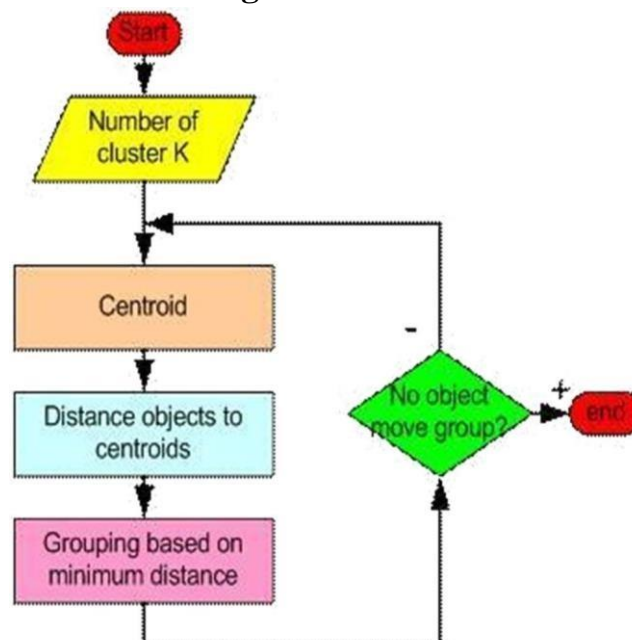 Start
Number of
cluster K
Centroid
-
Distance objects to
centroids
No object
move group?
+
end
Grouping based on
minimum distance